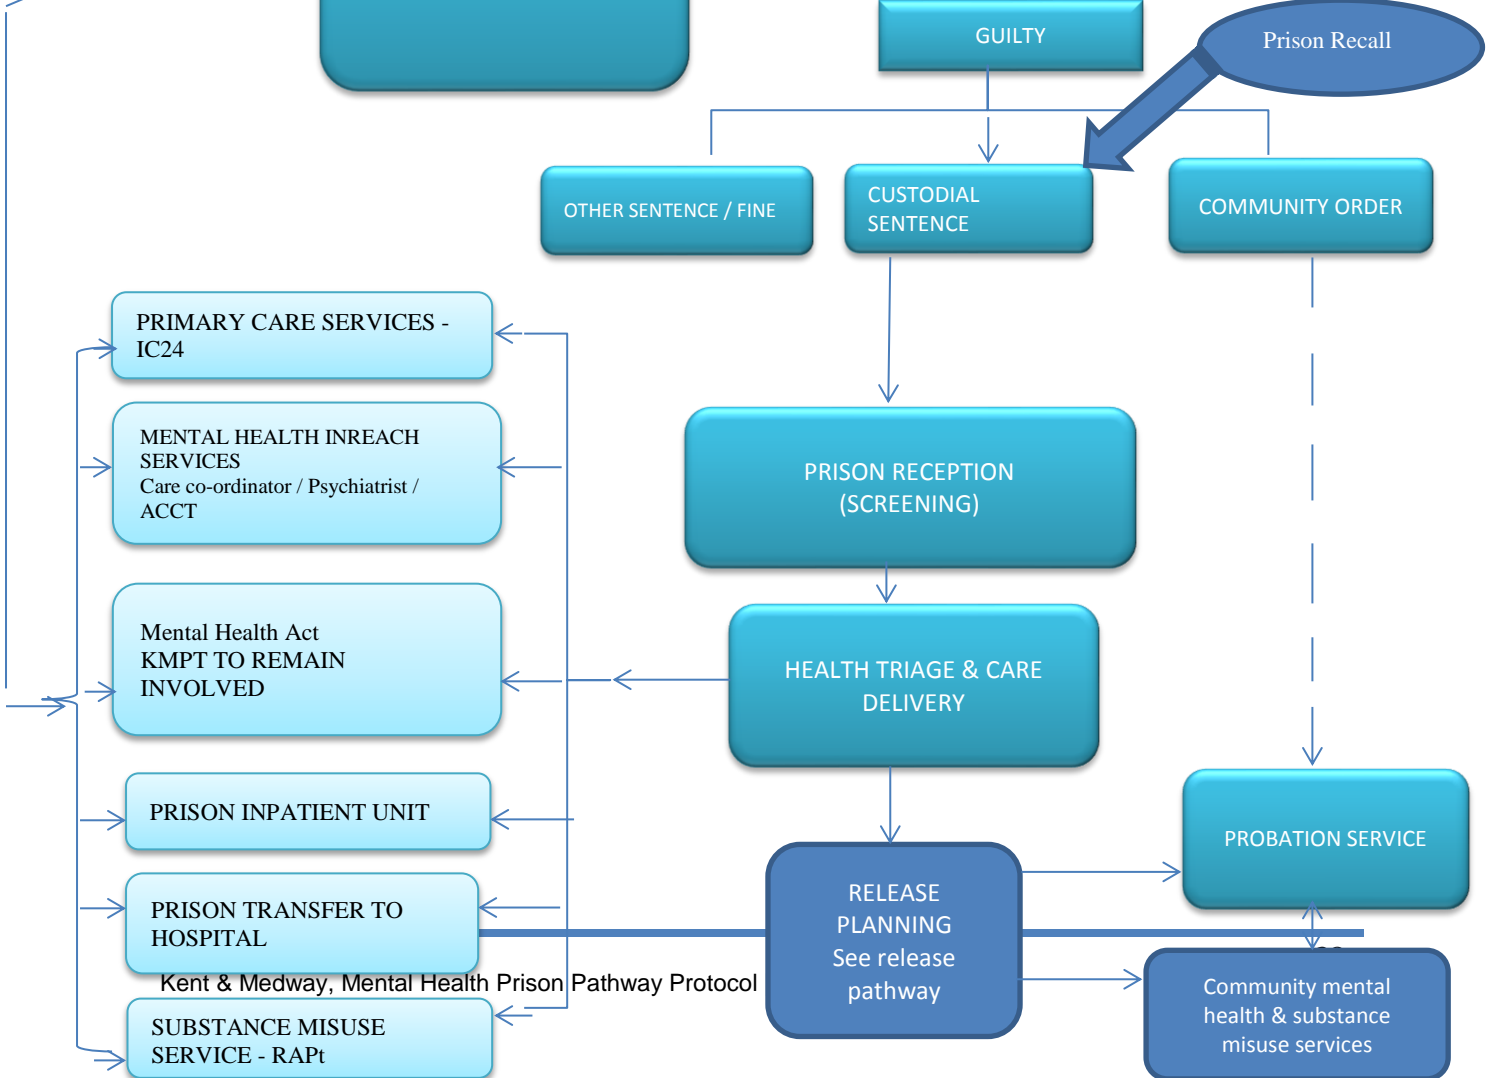 GUILTY
Prison Recall
OTHER SENTENCE / FINE
CUSTODIAL
SENTENCE
COMMUNITY ORDER
PRIMARY CARE SERVICES -
IC24
MENTAL HEALTH INREACH
SERVICES
Care co-ordinator / Psychiatrist /
ACCT
PRISON RECEPTION
(SCREENING)
Mental Health Act
KMPT TO REMAIN
INVOLVED
HEALTH TRIAGE & CARE
DELIVERY
PRISON INPATIENT UNIT
PROBATION SERVICE
RELEASE
PLANNING
See release
pathway
PRISON TRANSFER TO
HOSPITAL
Kent & Medway, Mental Health Prison Pathway Protocol
Community mental
health & substance
misuse services
SUBSTANCE MISUSE
SERVICE - RAPt